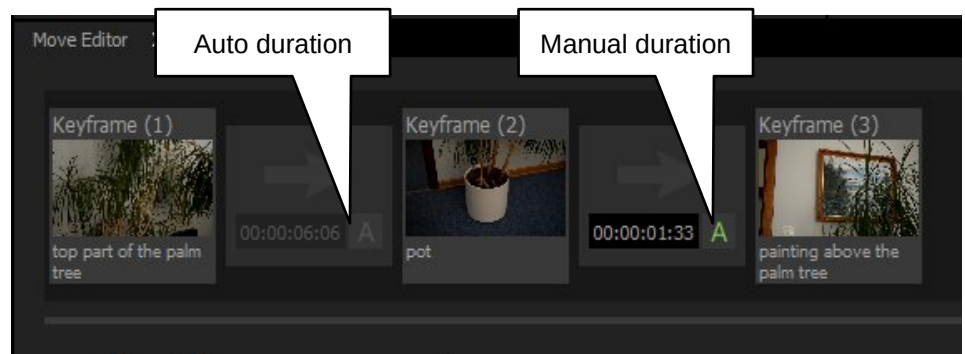 Move Editor
Auto duration
Manual duration
Keyframe (1)
Keyframe (2)
Keyframe (3)
00:00:06:06 A
00:00:01:33 A
top part of the palm
tree
pot
painting above the
palm tree